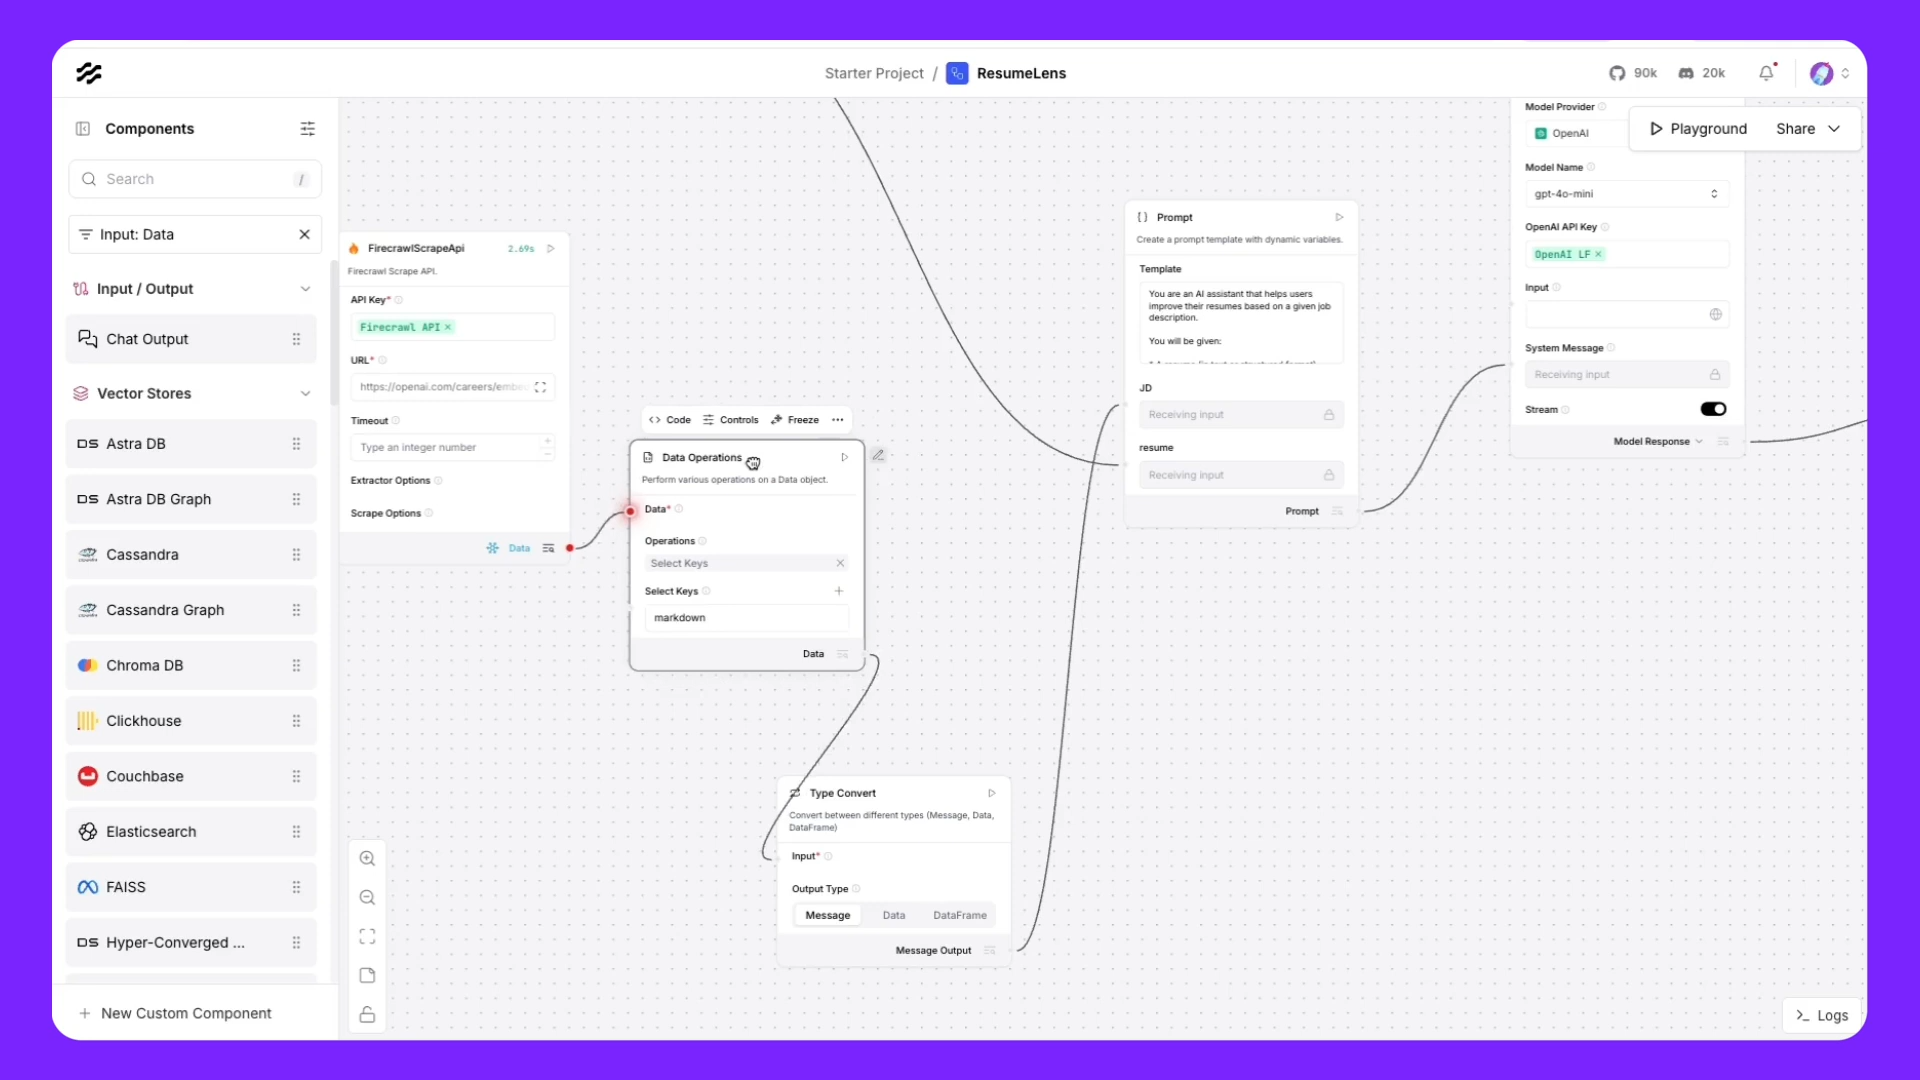 Starter Project / ResumeLens
90k
20k
Components
Search
/
Input: Data
Input / Output
Chat Output
Vector Stores
DS Astra DB
DS Astra DB Graph
Cassandra
Cassandra Graph
Chroma DB
Clickhouse
Couchbase
Elasticsearch
FAISS
DS Hyper-Converged ...
+ New Custom Component
FirecrawlScrapeApi
2.69s
Firecrawl Scrape API.
API Key*
Firecrawl API ×
URL*
https://openai.com/careers/embed
Timeout
Type an integer number
Extractor Options
Scrape Options
Data
Code
Controls
Freeze
Data Operations
Perform various operations on a Data object.
Data*
Operations
Select Keys
Select Keys
markdown
Data
Type Convert
Convert between different types (Message, Data,
DataFrame)
Input*
Output Type
Message
Data
DataFrame
Message Output
Prompt
Create a prompt template with dynamic variables.
Template
You are an AI assistant that helps users
improve their resumes based on a given job
description.
You will be given:
JD
Receiving input
resume
Receiving input
Prompt
Model Provider
OpenAI
Model Name
gpt-4o-mini
OpenAI API Key
OpenAI LF ×
Input
System Message
Receiving input
Stream
Model Response
Playground
Share
Logs